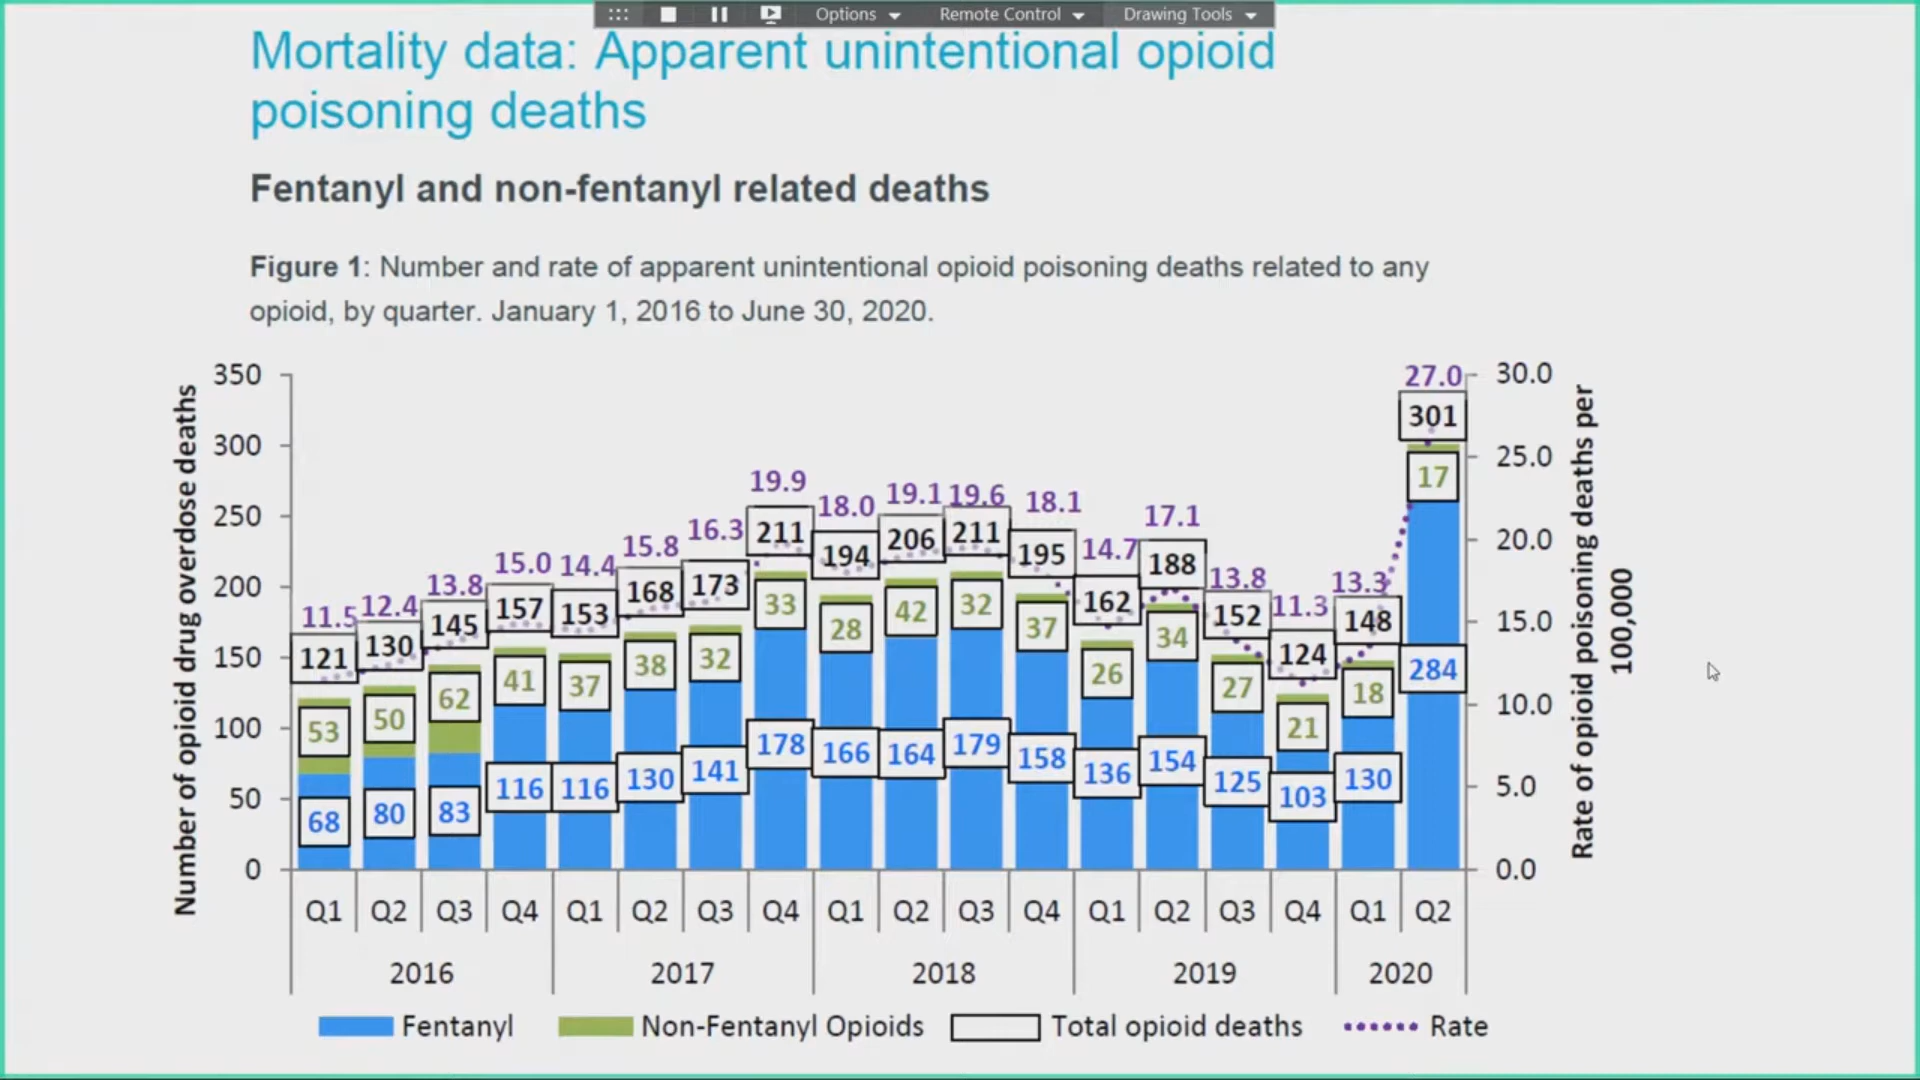 Options
Remote Control
Drawing Tools
Mortality data: Apparent unintentional opioid
poisoning deaths
Fentanyl and non-fentanyl related deaths
Figure 1: Number and rate of apparent unintentional opioid poisoning deaths related to any
opioid, by quarter. January 1, 2016 to June 30, 2020.
Number of opioid drug overdose deaths
350
300
250
200
150
100
50
0
11.5 12.4 13.8 15.0 14.4 15.8 16.3 19.9 18.0 19.1 19.6 18.1 14.7 17.1 13.8 11.3 13.3 27.0
121 130 145 157 153 168 173 211 194 206 211 195 162 188 152 124 148 301
53 50 62 41 37 38 32 33 28 42 32 37 26 34 27 21 18 17
68 80 83 116 116 130 141 178 166 164 179 158 136 154 125 103 130 284
30.0
25.0
20.0
15.0
10.0
5.0
0.0
Rate of opioid poisoning deaths per
100,000
Q1 Q2 Q3 Q4 Q1 Q2 Q3 Q4 Q1 Q2 Q3 Q4 Q1 Q2 Q3 Q4 Q1 Q2
2016 2017 2018 2019 2020
Fentanyl Non-Fentanyl Opioids Total opioid deaths Rate